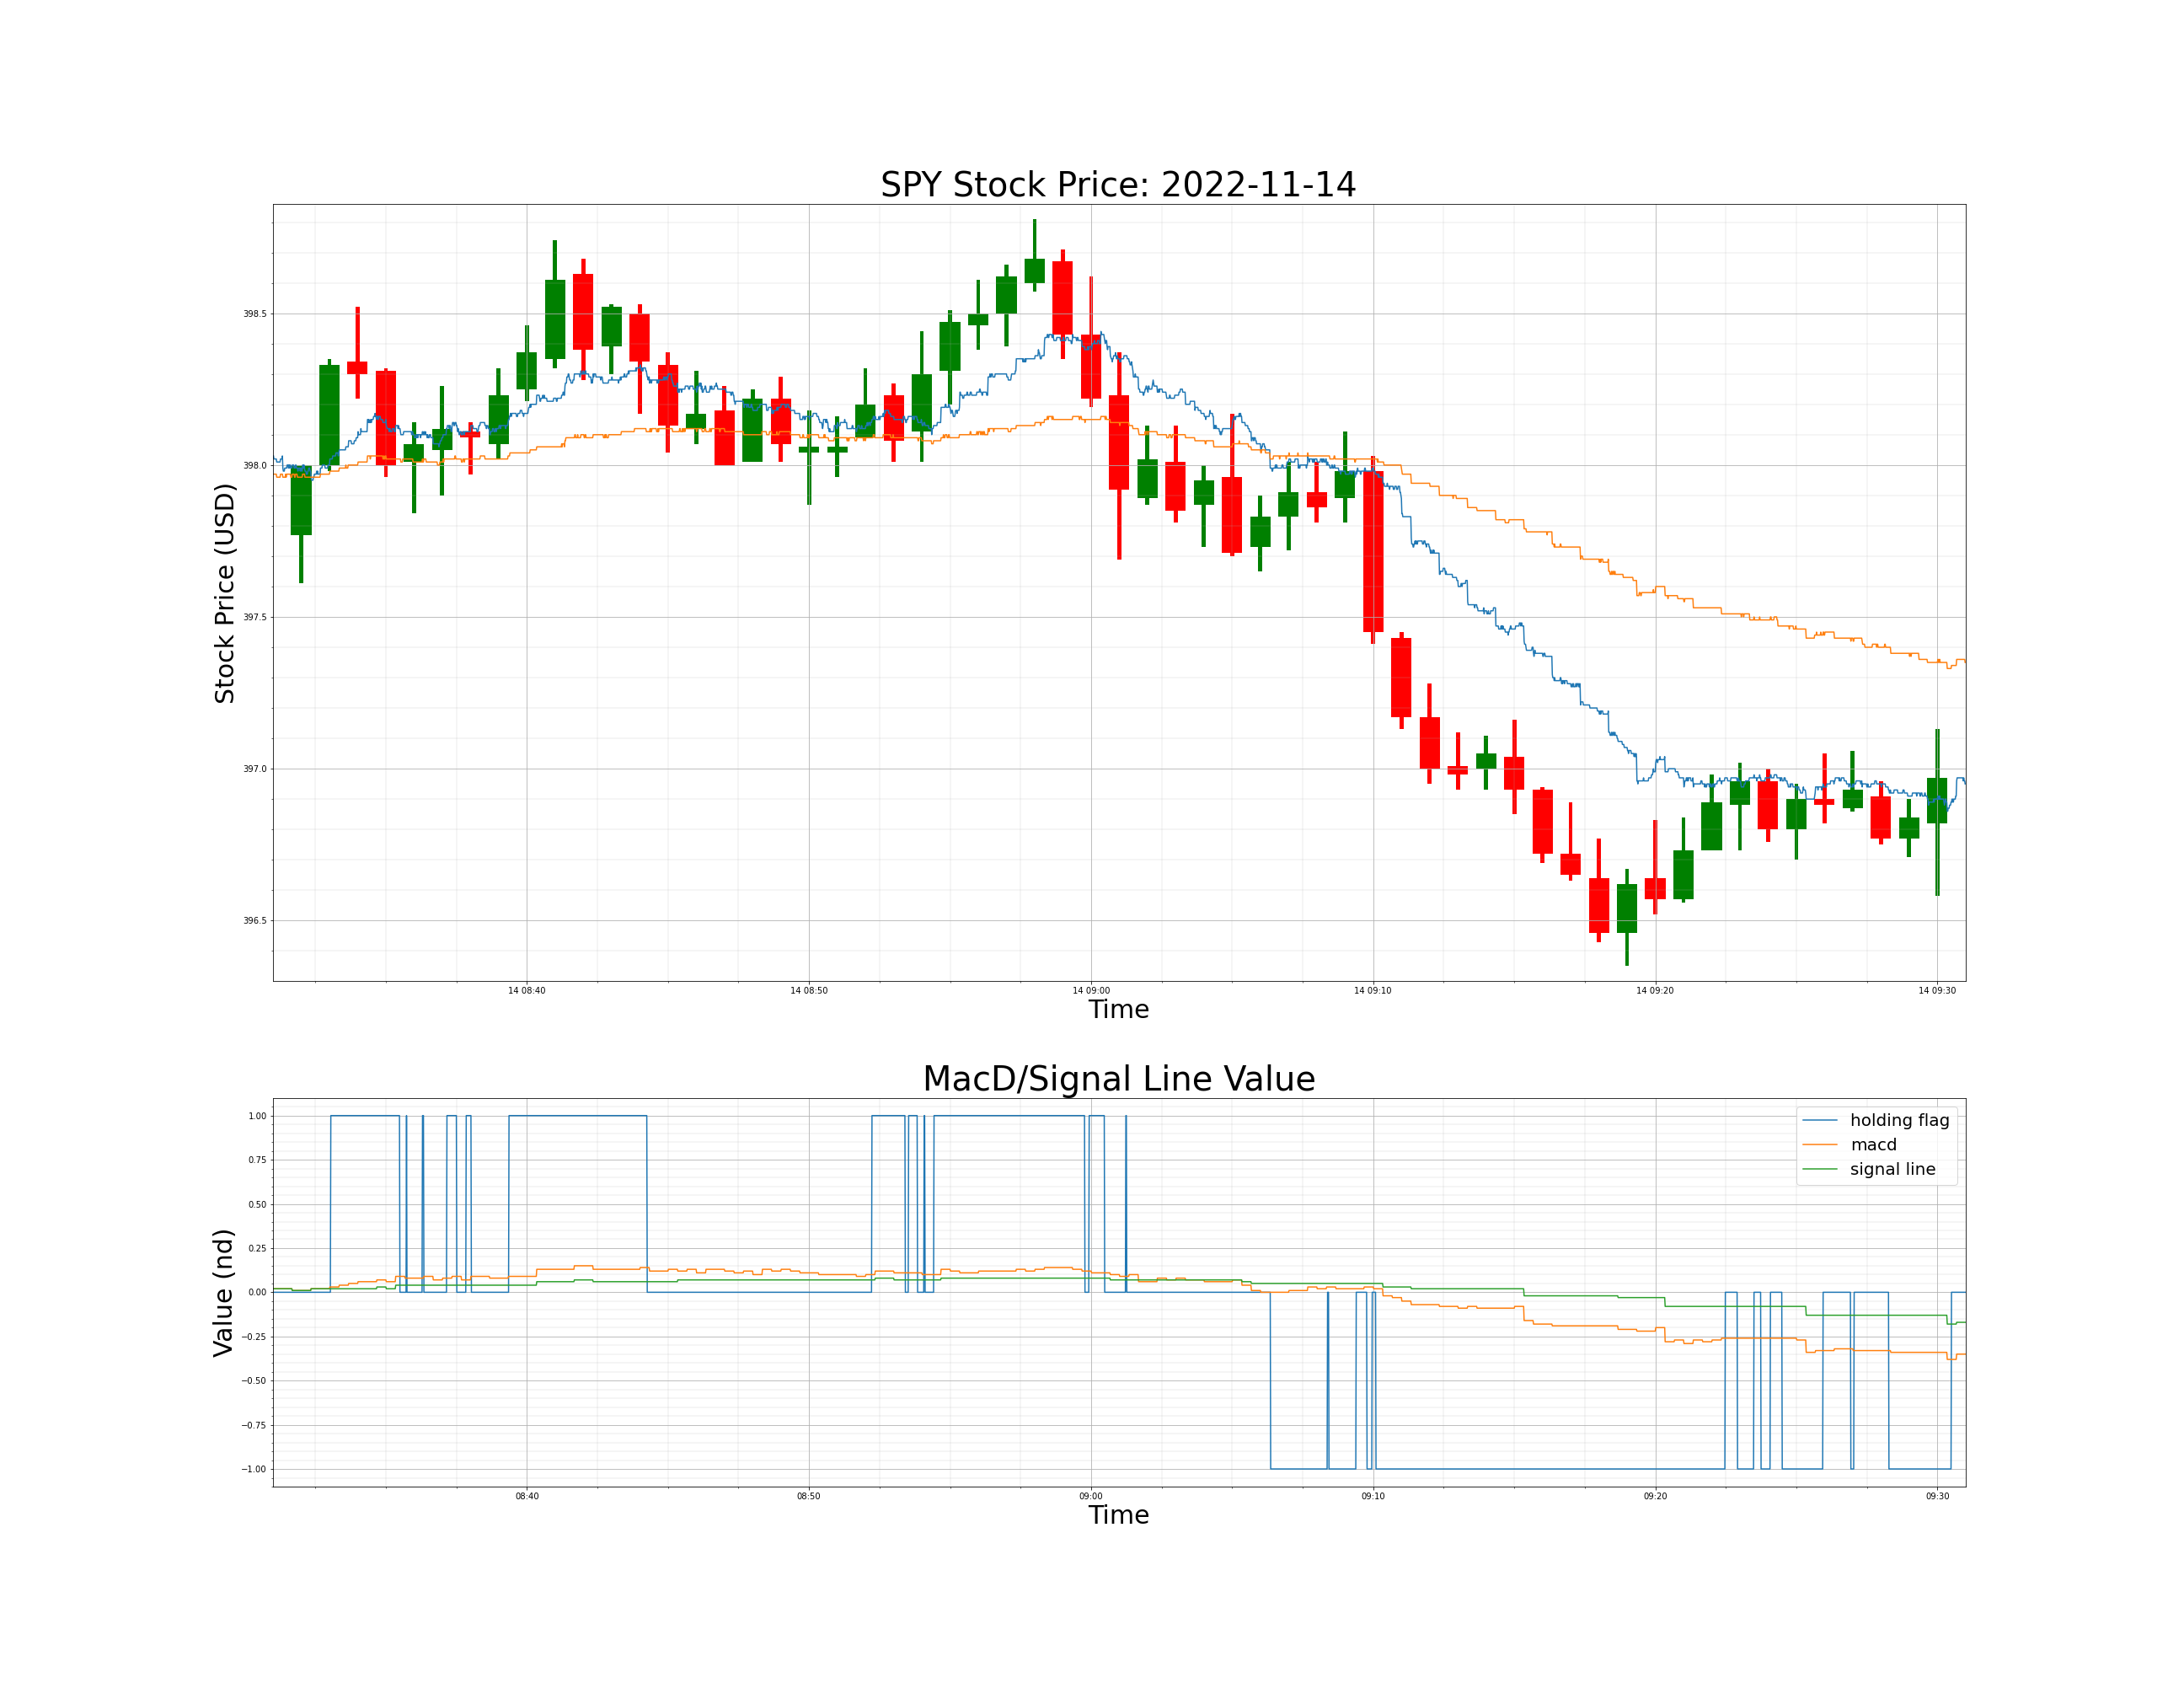 SPY Stock Price: 2022-11-14
398.5
398.0
397.5
397.0
396.5
Stock Price (USD)
14 08:40 14 08:50 14 09:00 14 09:10 14 09:20 14 09:30
Time
MacD/Signal Line Value
1.00
0.75
0.50
0.25
0.00
−0.25
−0.50
−0.75
−1.00
Value (nd)
holding flag
macd
signal line
08:40 08:50 09:00 09:10 09:20 09:30
Time